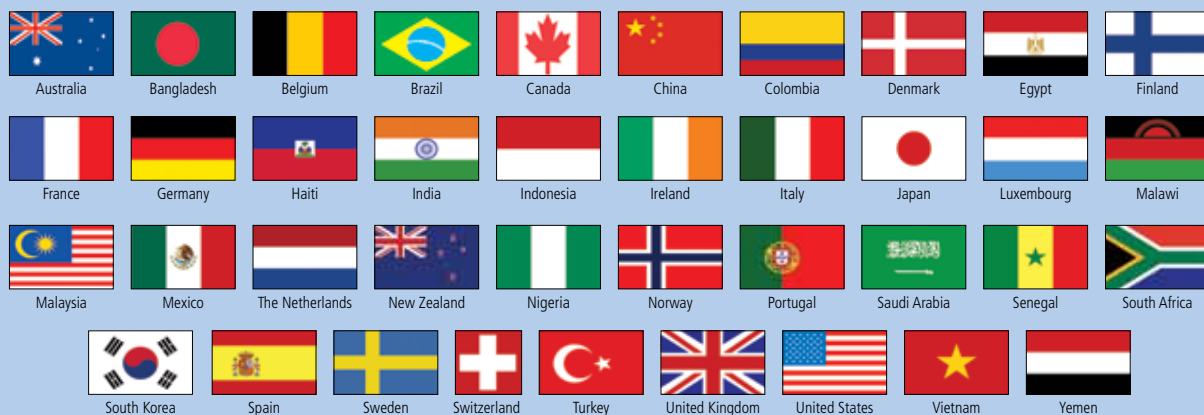 Australia Bangladesh Belgium Brazil Canada China Colombia Denmark Egypt Finland
France Germany Haiti India Indonesia Ireland Italy Japan Luxembourg Malawi
Malaysia Mexico The Netherlands New Zealand Nigeria Norway Portugal Saudi Arabia Senegal South Africa
South Korea Spain Sweden Switzerland Turkey United Kingdom United States Vietnam Yemen